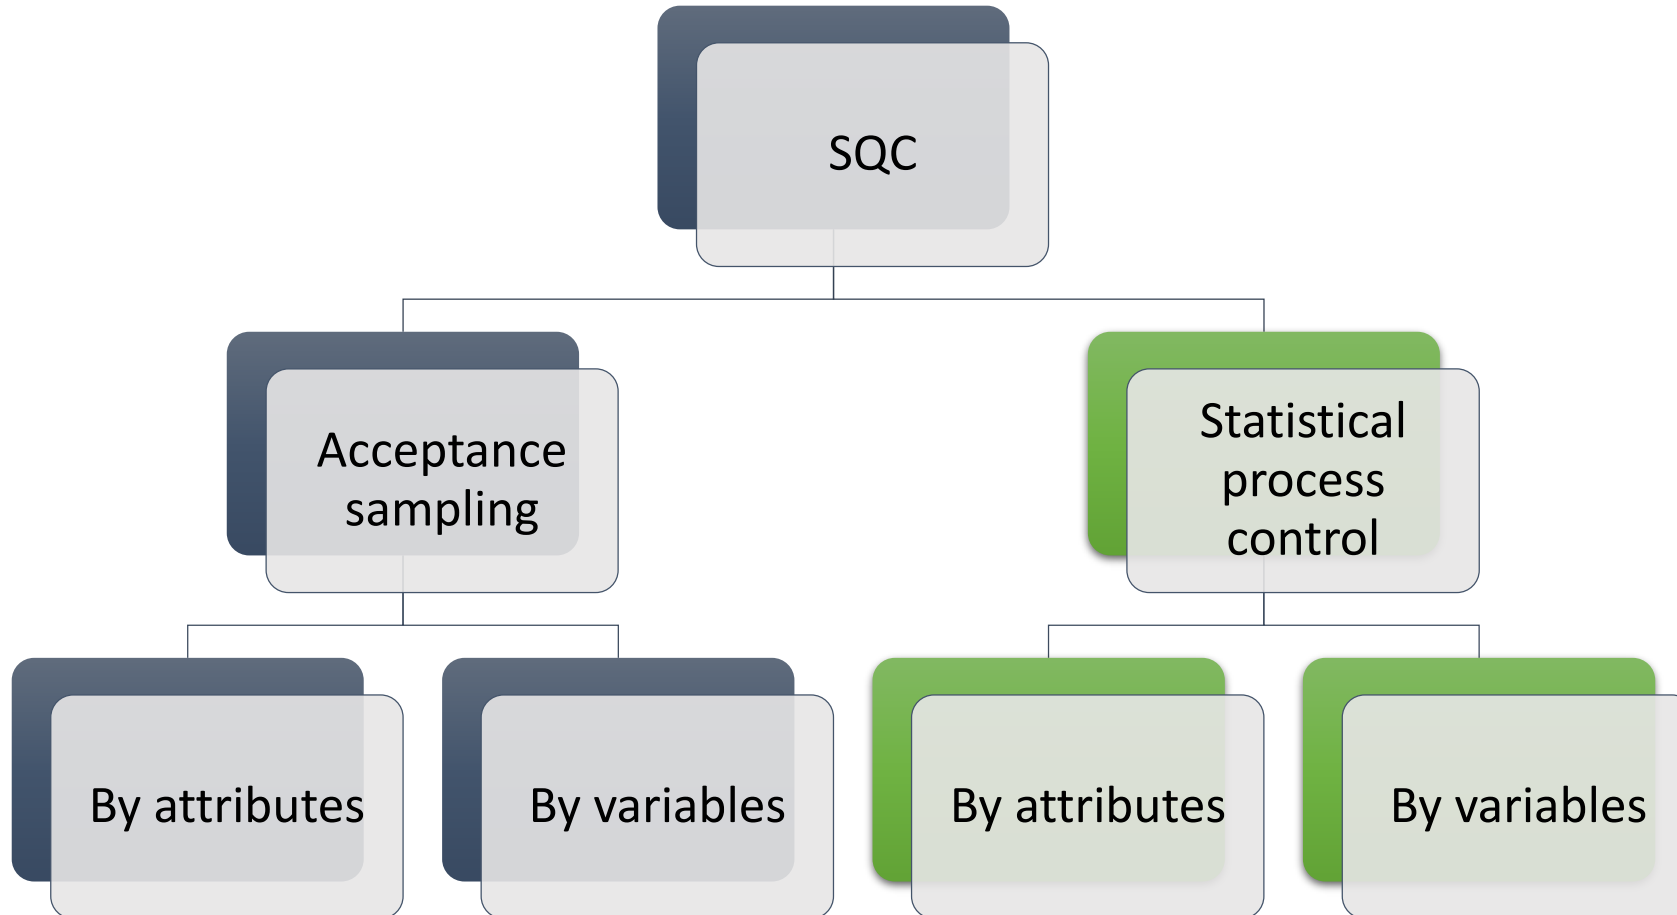 SQC
Acceptance
sampling
Statistical
process
control
By attributes
By variables
By attributes
By variables